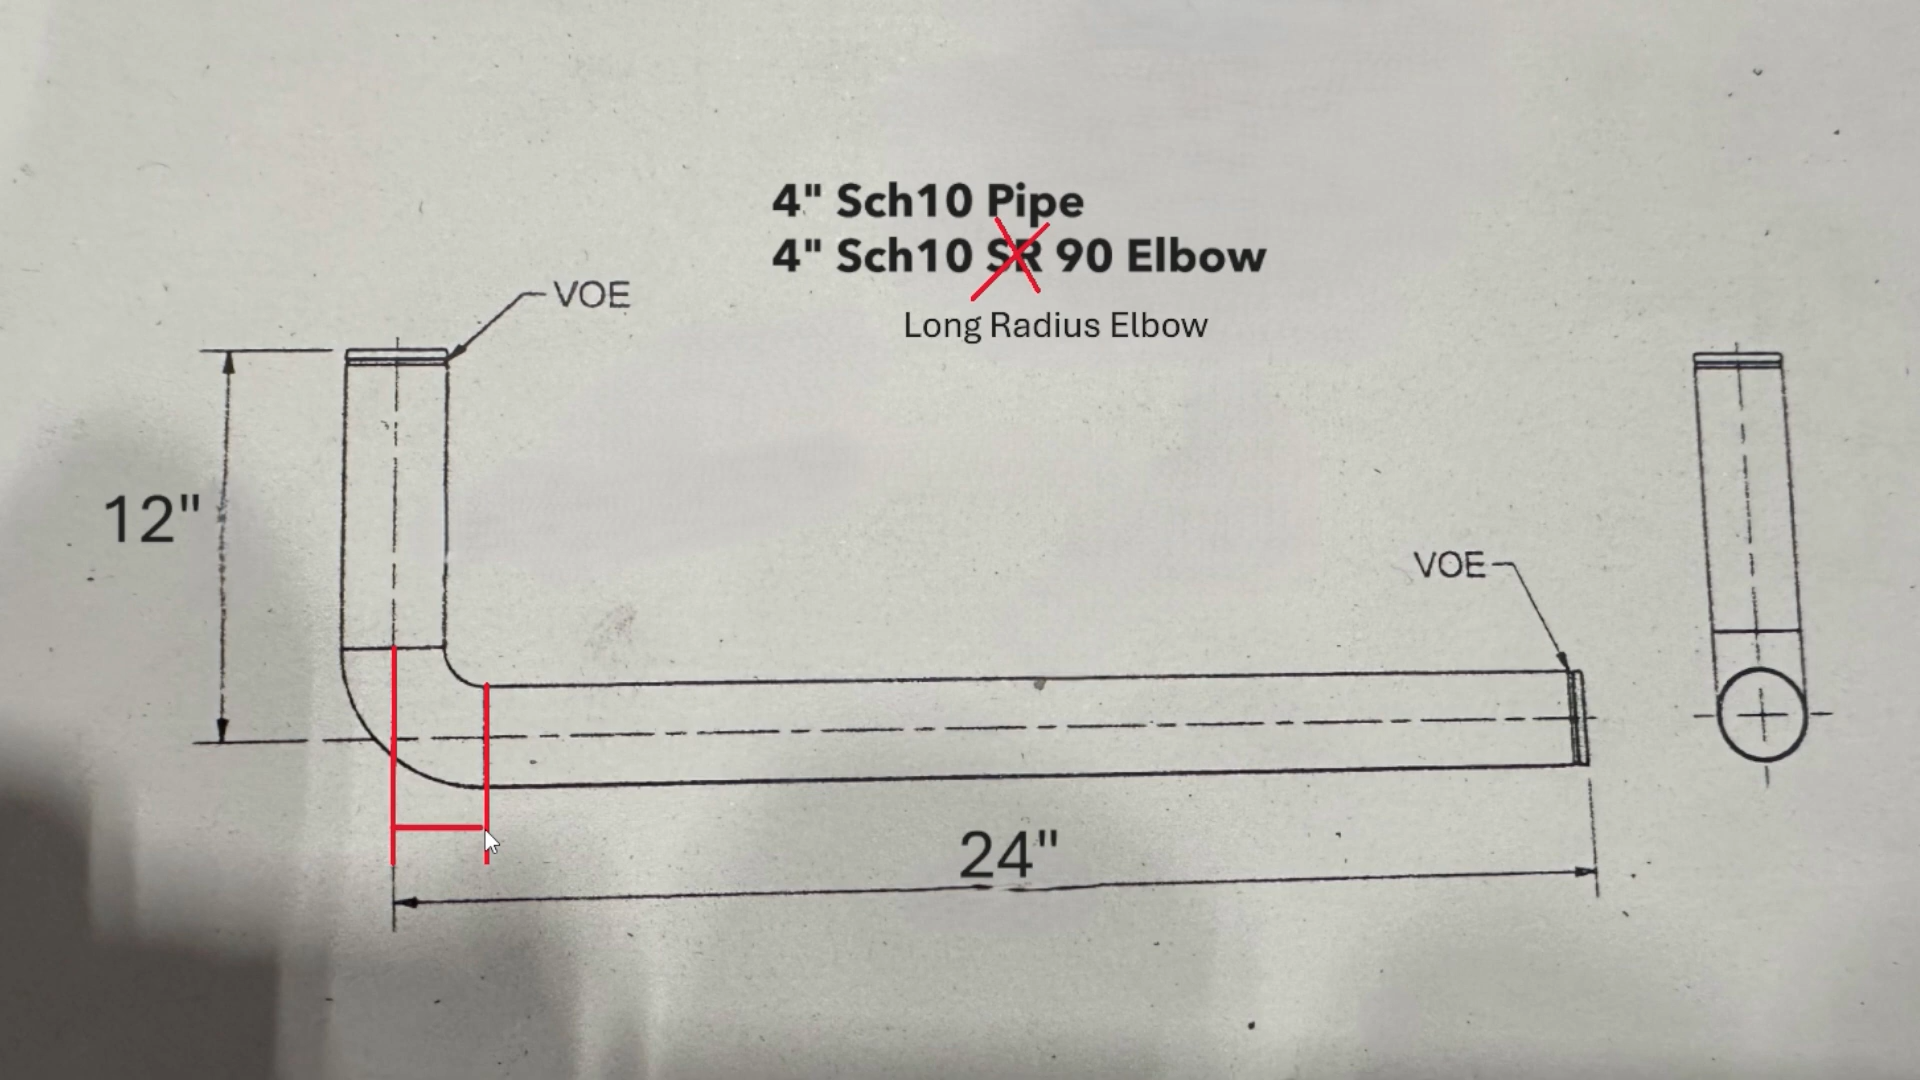 4" Sch10 Pipe
4" Sch10 SR 90 Elbow
Long Radius Elbow
VOE
12"
VOE
24"